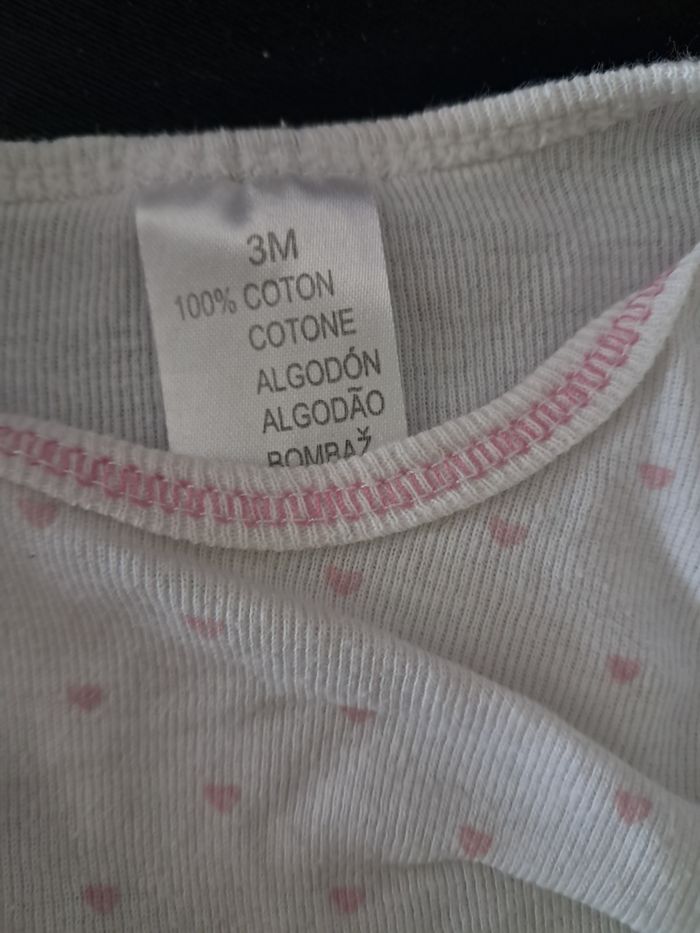 3M
100% COTON
COTONE
ALGODÓN
ALGODÃO
BOMBAŽ